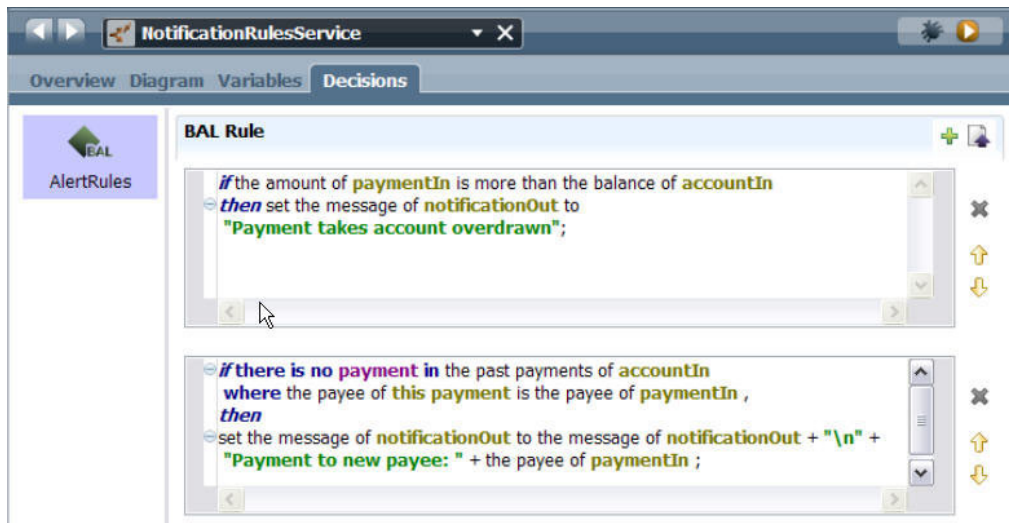 NotificationRulesService
Overview Diagram Variables Decisions
BAL
AlertRules
BAL Rule
if the amount of paymentIn is more than the balance of accountIn
then set the message of notificationOut to
"Payment takes account overdrawn";
if there is no payment in the past payments of accountIn
where the payee of this payment is the payee of paymentIn ,
then
set the message of notificationOut to the message of notificationOut + "\n" +
"Payment to new payee: " + the payee of paymentIn ;